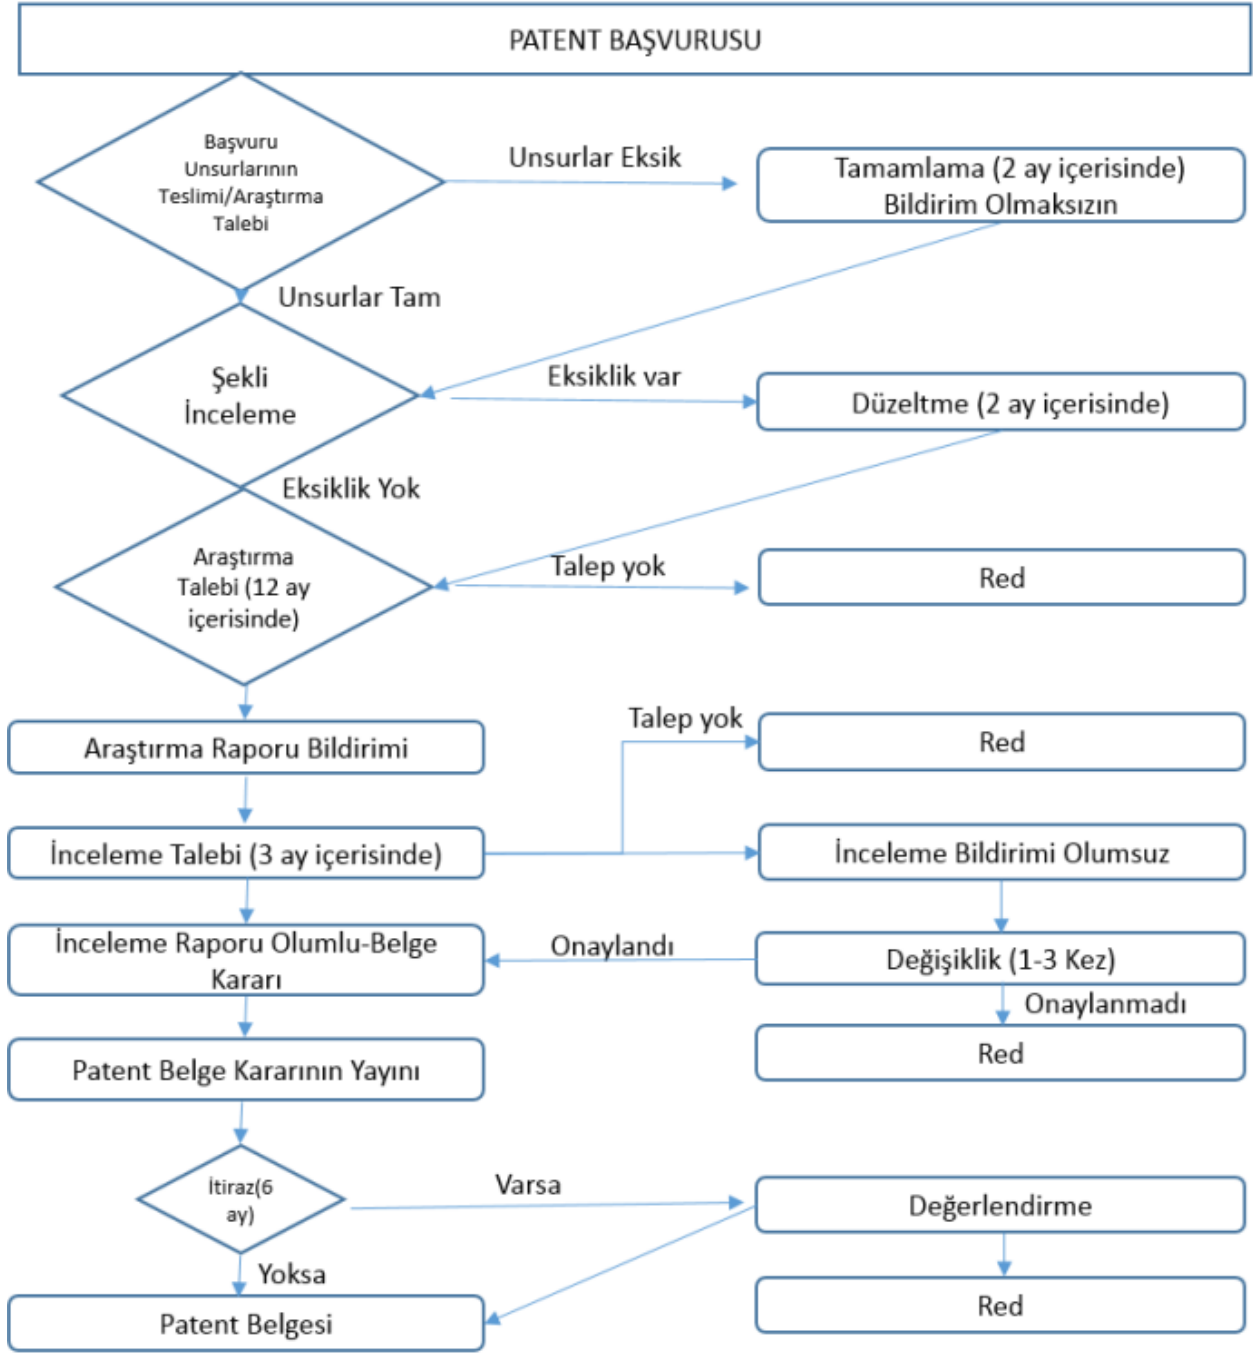 PATENT BAŞVURUSU
Başvuru
Unsurlarının
Teslimi/Araştırma
Talebi
Unsurlar Eksik
Tamamlama (2 ay içerisinde)
Bildirim Olmaksızın
Unsurlar Tam
Şekli
İnceleme
Eksiklik var
Düzeltme (2 ay içerisinde)
Eksiklik Yok
Araştırma
Talebi (12 ay
içerisinde)
Talep yok
Red
Araştırma Raporu Bildirimi
Talep yok
Red
İnceleme Talebi (3 ay içerisinde)
İnceleme Bildirimi Olumsuz
İnceleme Raporu Olumlu-Belge
Kararı
Onaylandı
Değişiklik (1-3 Kez)
Onaylanmadı
Red
Patent Belge Kararının Yayını
İtiraz(6
ay)
Varsa
Değerlendirme
Yoksa
Patent Belgesi
Red